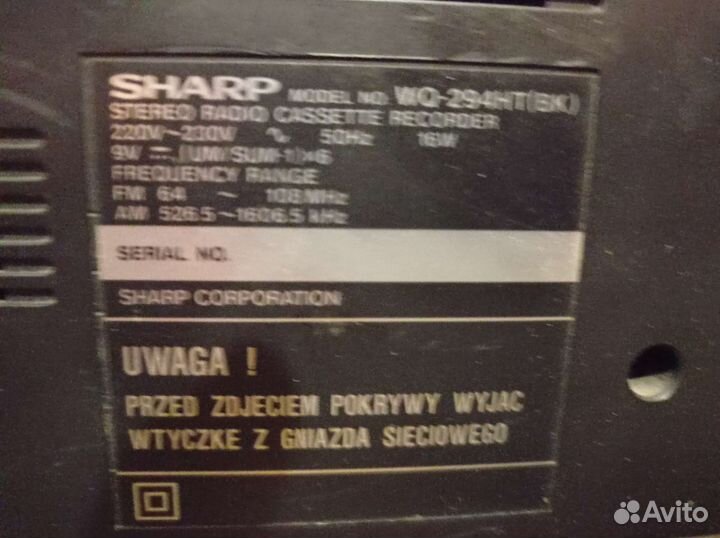 SHARP MODEL NO. WQ-294HT(BK)
STEREO RADIO CASSETTE RECORDER
220V~230V ∿ 50Hz 16W
9V ⎓ (UM/SUM-1)×6
FREQUENCY RANGE
FM 64 ~ 108 MHz
AM 526.5~1606.5 kHz
SERIAL NO.
SHARP CORPORATION
UWAGA !
PRZED ZDJECIEM POKRYWY WYJAC
WTYCZKE Z GNIAZDA SIECIOWEGO
Avito